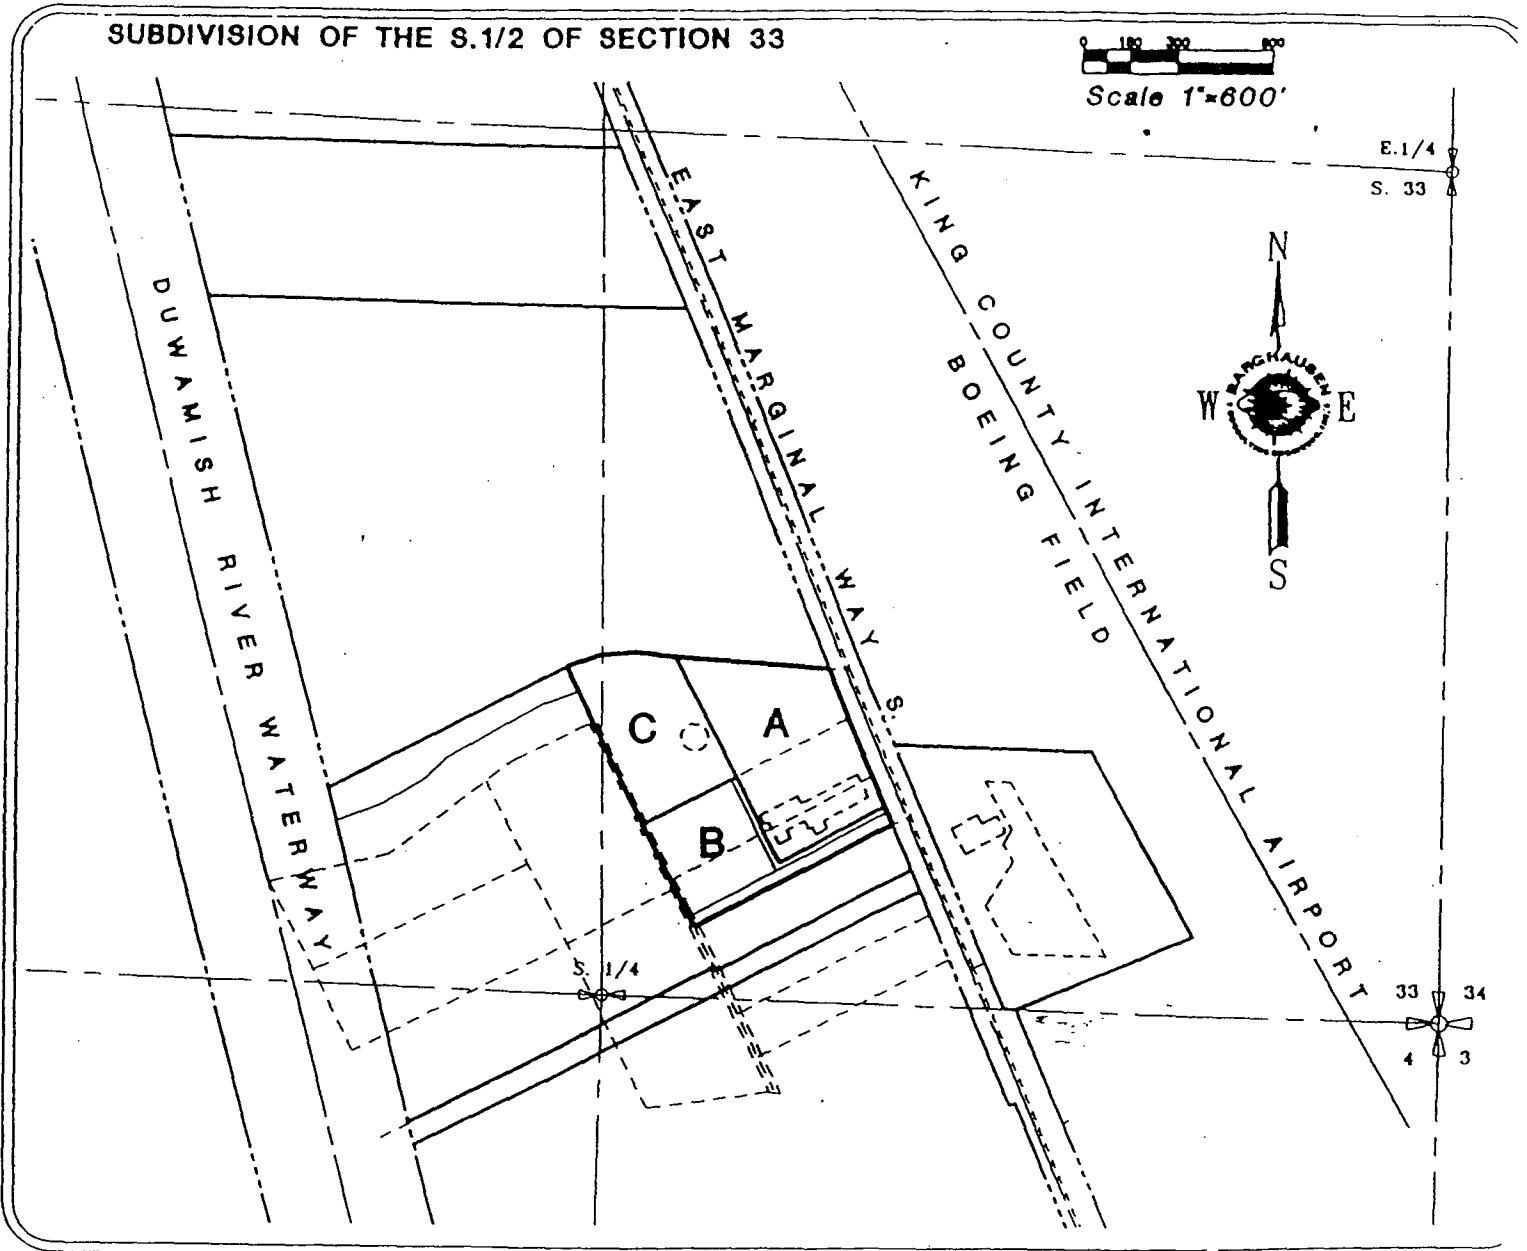 SUBDIVISION OF THE S.1/2 OF SECTION 33
0 150 300 600
Scale 1"=600'
E.1/4
S. 33
N
BARGHAUSEN
W E
S
EAST MARGINAL WAY S.
KING COUNTY INTERNATIONAL AIRPORT
BOEING FIELD
DUWAMISH RIVER WATERWAY
C
A
B
S. 1/4
33 34
4 3